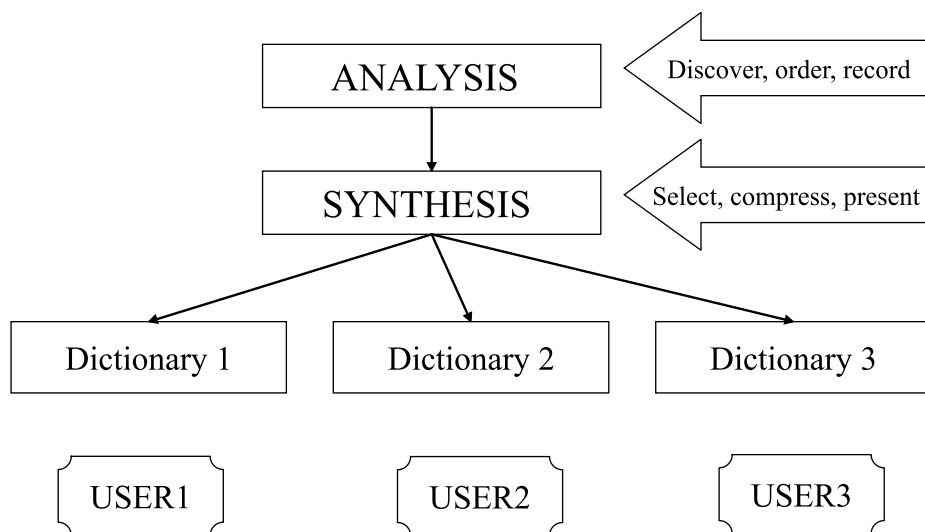 ANALYSIS
Discover, order, record
SYNTHESIS
Select, compress, present
Dictionary 1
Dictionary 2
Dictionary 3
USER1
USER2
USER3